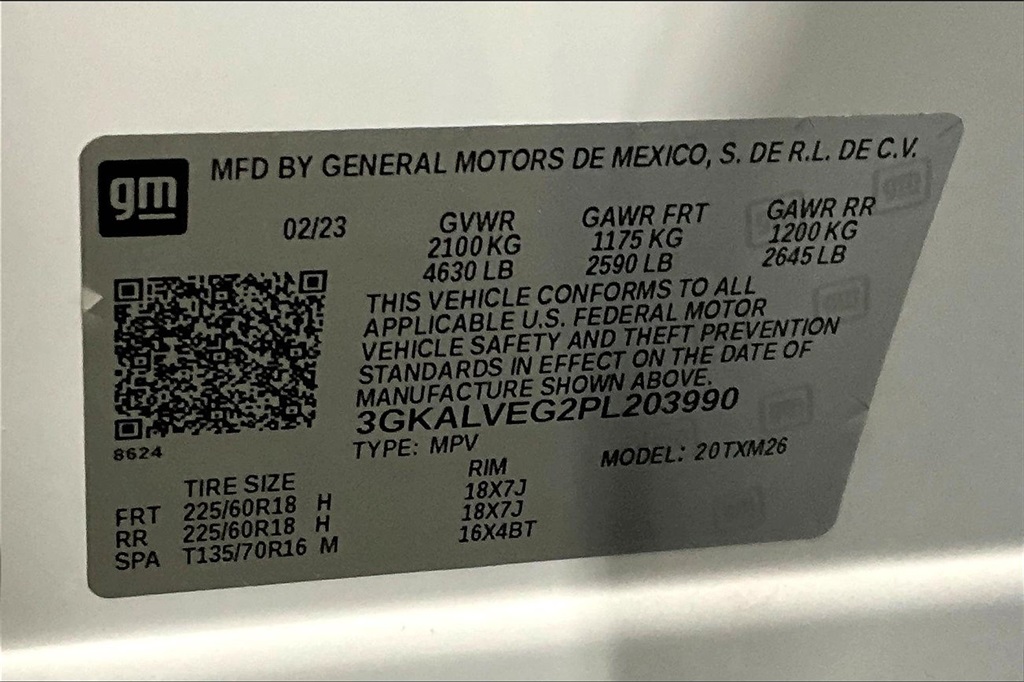 gm
MFD BY GENERAL MOTORS DE MEXICO, S. DE R.L. DE C.V.
02/23 GVWR GAWR FRT GAWR RR
2100 KG 1175 KG 1200 KG
4630 LB 2590 LB 2645 LB
THIS VEHICLE CONFORMS TO ALL
APPLICABLE U.S. FEDERAL MOTOR
VEHICLE SAFETY AND THEFT PREVENTION
STANDARDS IN EFFECT ON THE DATE OF
MANUFACTURE SHOWN ABOVE.
3GKALVEG2PL203990
8624 TYPE: MPV MODEL: 20TXM26
TIRE SIZE RIM
FRT 225/60R18 H 18X7J
RR 225/60R18 H 18X7J
SPA T135/70R16 M 16X4BT